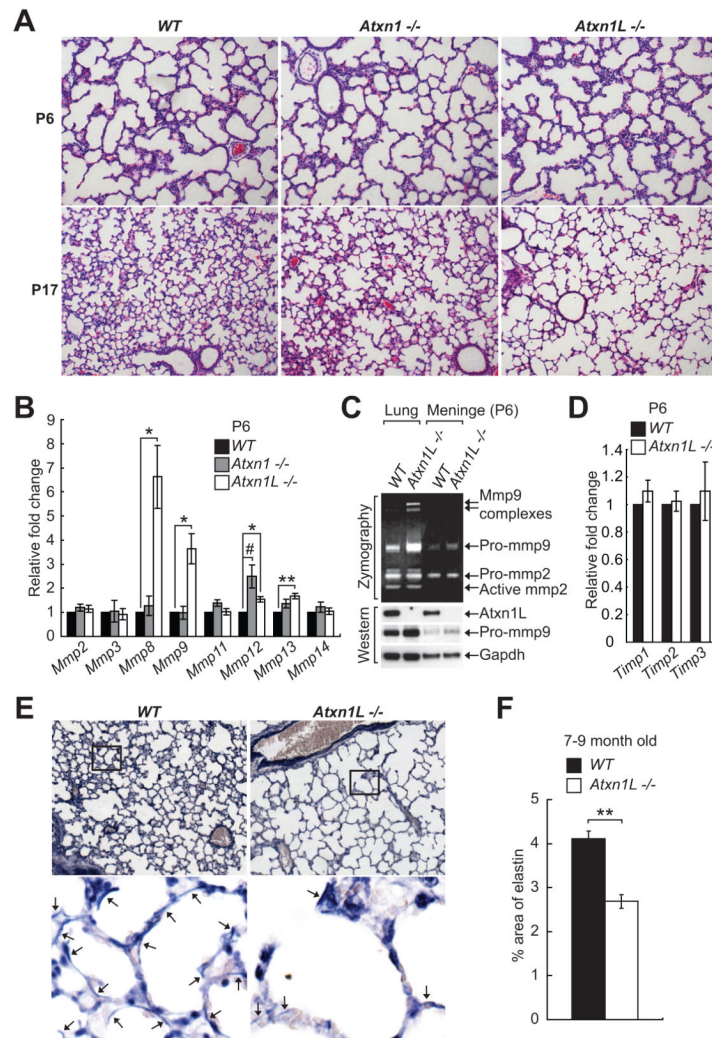 A
WT
Atxn1 -/-
Atxn1L -/-
P6
P17
B
P6
WT
Atxn1 -/-
Atxn1L -/-
Relative fold change
9
8
7
6
5
4
3
2
1
0
*
*
*
#
**
Mmp2
Mmp3
Mmp8
Mmp9
Mmp11
Mmp12
Mmp13
Mmp14
C
Lung Meninge (P6)
WT
Atxn1L -/-
WT
Atxn1L -/-
Zymography
Mmp9
complexes
Pro-mmp9
Pro-mmp2
Active mmp2
Western
Atxn1L
Pro-mmp9
Gapdh
D
P6
WT
Atxn1L -/-
Relative fold change
1.4
1.2
1
0.8
0.6
0.4
0.2
0
Timp1
Timp2
Timp3
E
WT
Atxn1L -/-
F
7-9 month old
WT
Atxn1L -/-
% area of elastin
5
4
3
2
1
0
**